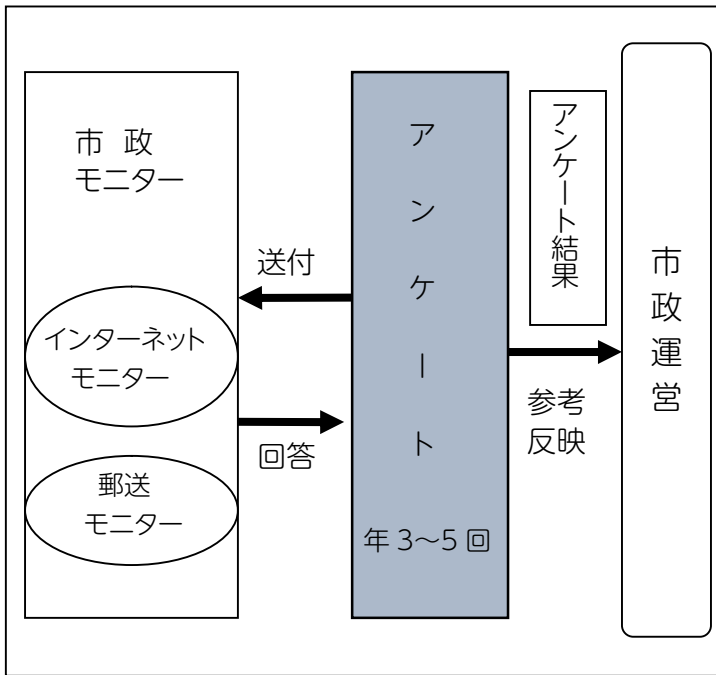 市 政
モニター
インターネット
モニター
郵送
モニター
送付
回答
アンケート
年3～5回
アンケート結果
参考
反映
市政運営